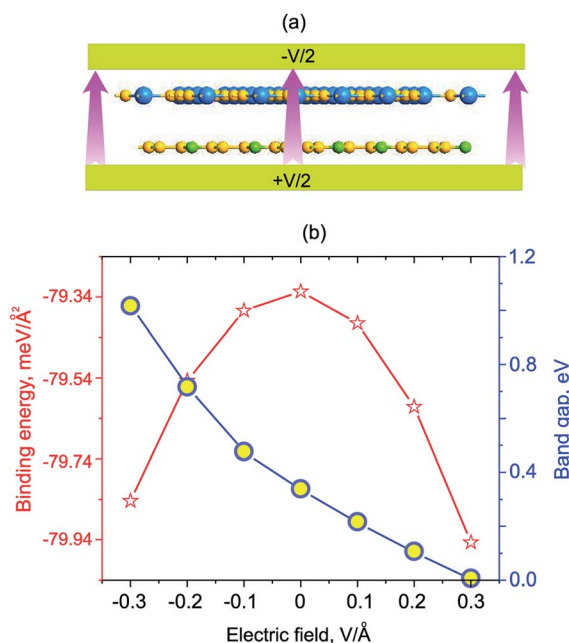 (a)
-V/2
+V/2
(b)
Binding energy, meV/Å²
-79.34
-79.54
-79.74
-79.94
1.2
0.8
0.4
0.0
Band gap, eV
-0.3 -0.2 -0.1 0 0.1 0.2 0.3
Electric field, V/Å